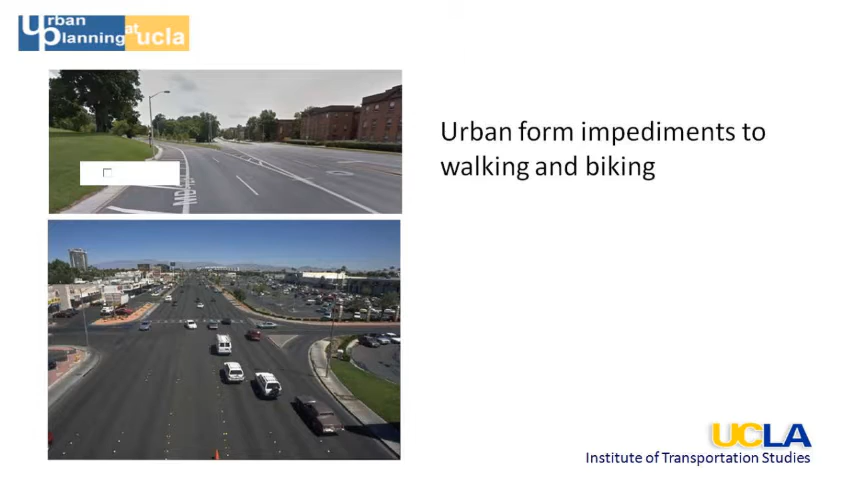 Urban
Planning at ucla
Urban form impediments to
walking and biking
UCLA
Institute of Transportation Studies